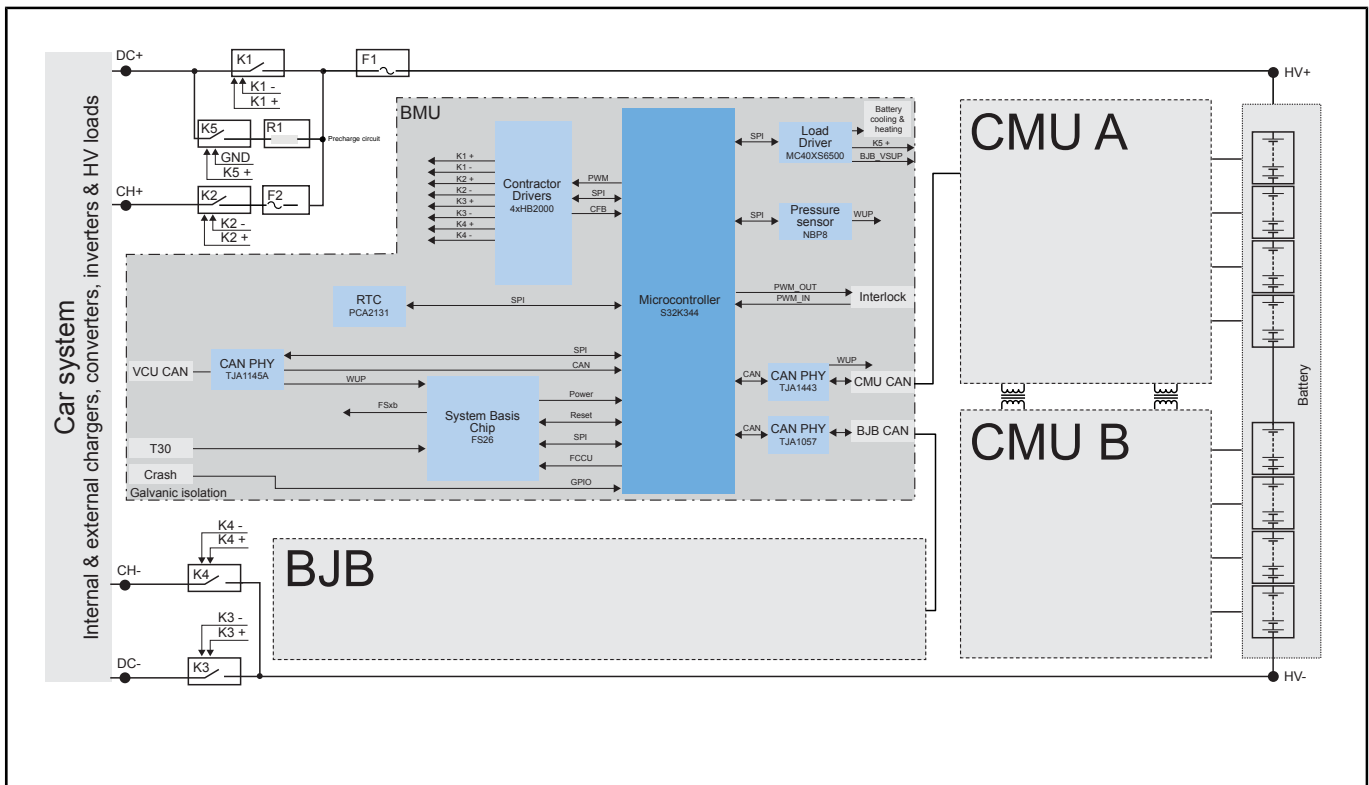 DC+
K1
F1
K1 -
K1 +
HV+
K5
R1
Precharge circuit
GND
K5 +
CH+
K2
F2
K2 -
K2 +
Car system
Internal & external chargers, converters, inverters & HV loads
BMU
K1 +
K1 -
K2 +
K2 -
K3 +
K3 -
K4 +
K4 -
Contractor
Drivers
4xHB2000
PWM
SPI
CFB
Microcontroller
S32K344
SPI
Load
Driver
MC40XS6500
Battery
cooling &
heating
K5 +
BJB_VSUP
SPI
Pressure
sensor
NBP8
WUP
RTC
PCA2131
SPI
PWM_OUT
PWM_IN
Interlock
VCU CAN
CAN PHY
TJA1145A
SPI
CAN
WUP
FSxb
System Basis
Chip
FS26
Power
Reset
SPI
FCCU
CAN
CAN PHY
TJA1443
WUP
CMU CAN
CAN
CAN PHY
TJA1057
BJB CAN
T30
Crash
GPIO
Galvanic isolation
CMU A
CMU B
Battery
K4 -
K4 +
CH-
K4
BJB
K3 -
K3 +
DC-
K3
HV-